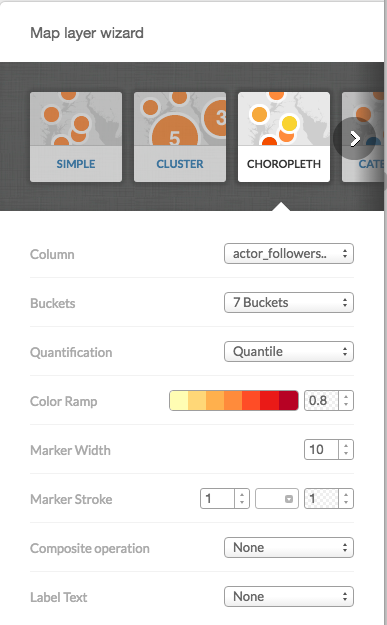 Map layer wizard
5 3
SIMPLE CLUSTER CHOROPLETH CATE
Column actor_followers..
Buckets 7 Buckets
Quantification Quantile
Color Ramp 0.8
Marker Width 10
Marker Stroke 1 1
Composite operation None
Label Text None